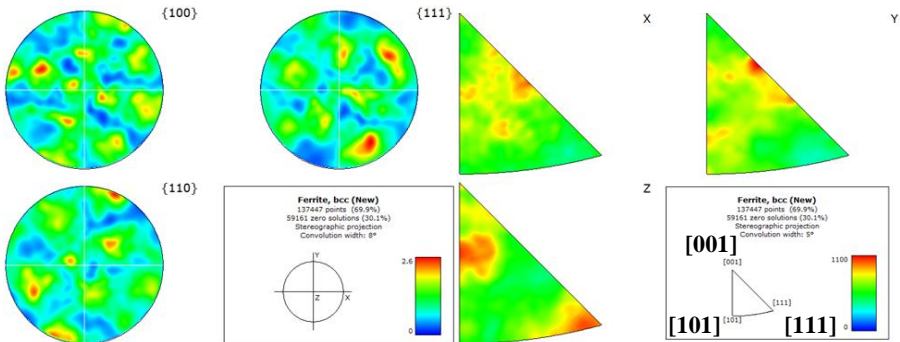 {100}
{111}
X
Y
{110}
Ferrite, bcc (New)
137447 points (69.9%)
59161 zero solutions (30.1%)
Stereographic projection
Convolution width: 8°
Y
Z
X
2.6
0
Z
Ferrite, bcc (New)
137447 points (69.9%)
59161 zero solutions (30.1%)
Stereographic projection
Convolution width: 5°
[001]
[001]
1100
[111]
[101]
[101]
[111]
0